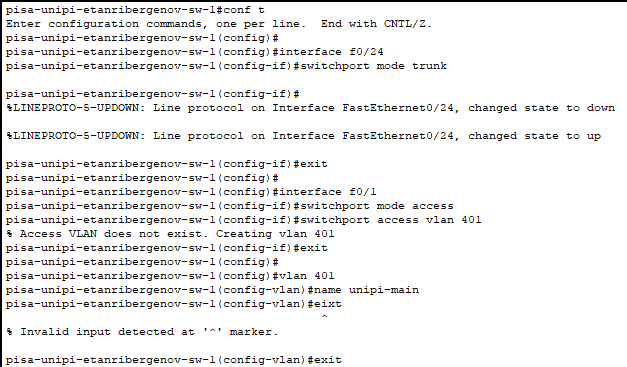 pisa-unipi-etanribergenov-sw-1#conf t
Enter configuration commands, one per line.  End with CNTL/Z.
pisa-unipi-etanribergenov-sw-1(config)#
pisa-unipi-etanribergenov-sw-1(config)#interface f0/24
pisa-unipi-etanribergenov-sw-1(config-if)#switchport mode trunk
pisa-unipi-etanribergenov-sw-1(config-if)#
%LINEPROTO-5-UPDOWN: Line protocol on Interface FastEthernet0/24, changed state to down
%LINEPROTO-5-UPDOWN: Line protocol on Interface FastEthernet0/24, changed state to up
pisa-unipi-etanribergenov-sw-1(config-if)#exit
pisa-unipi-etanribergenov-sw-1(config)#
pisa-unipi-etanribergenov-sw-1(config)#interface f0/1
pisa-unipi-etanribergenov-sw-1(config-if)#switchport mode access
pisa-unipi-etanribergenov-sw-1(config-if)#switchport access vlan 401
% Access VLAN does not exist. Creating vlan 401
pisa-unipi-etanribergenov-sw-1(config-if)#exit
pisa-unipi-etanribergenov-sw-1(config)#
pisa-unipi-etanribergenov-sw-1(config)#vlan 401
pisa-unipi-etanribergenov-sw-1(config-vlan)#name unipi-main
pisa-unipi-etanribergenov-sw-1(config-vlan)#eixt
^
% Invalid input detected at '^' marker.
pisa-unipi-etanribergenov-sw-1(config-vlan)#exit